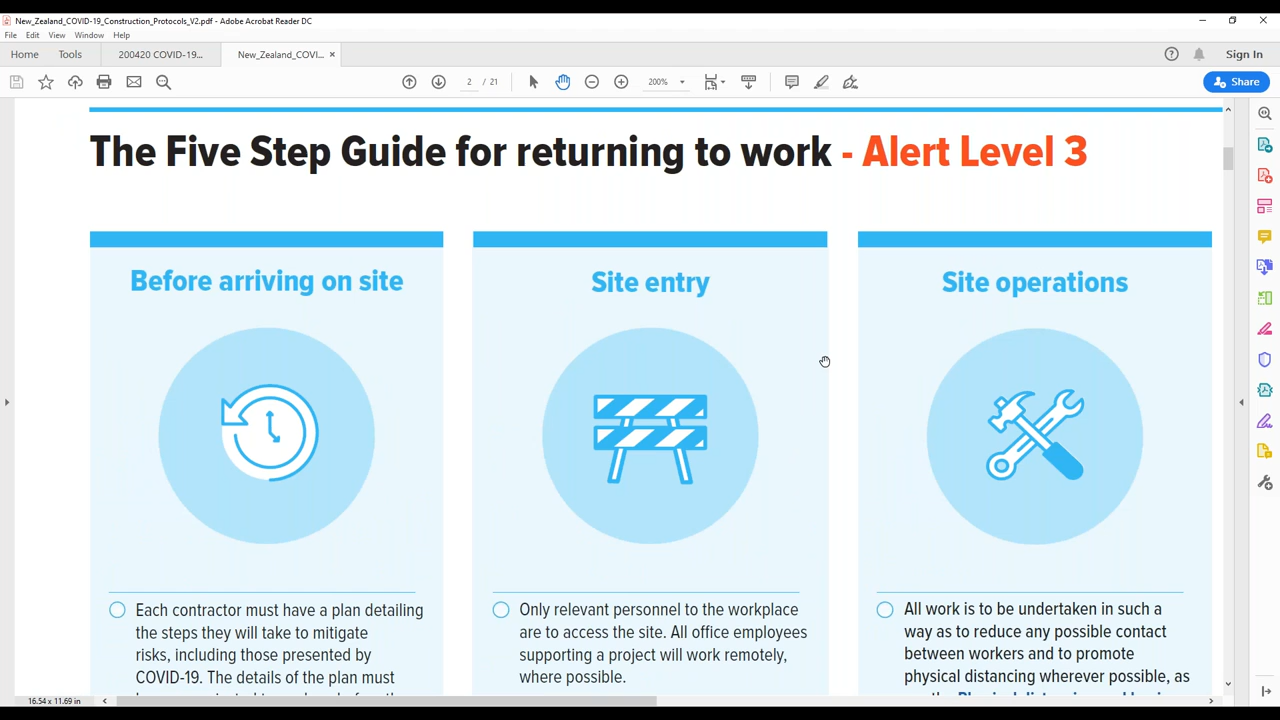 New_Zealand_COVID-19_Construction_Protocols_V2.pdf - Adobe Acrobat Reader DC
File Edit View Window Help
Home Tools 200420 COVID-19... New_Zealand_COVI... ×
Sign In
2 / 21 200% Share
The Five Step Guide for returning to work - Alert Level 3
Before arriving on site
Each contractor must have a plan detailing
the steps they will take to mitigate
risks, including those presented by
COVID-19. The details of the plan must
Site entry
Only relevant personnel to the workplace
are to access the site. All office employees
supporting a project will work remotely,
where possible.
Site operations
All work is to be undertaken in such a
way as to reduce any possible contact
between workers and to promote
physical distancing wherever possible, as
16.54 x 11.69 in